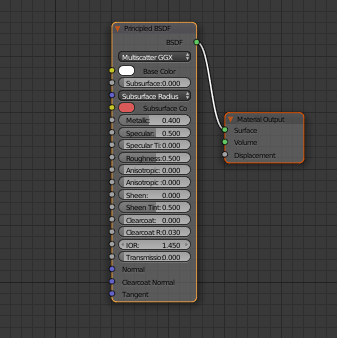 Principled BSDF
BSDF
Multiscatter GGX
Base Color
Subsurface:0.000
Subsurface Radius
Subsurface Co
Metallic: 0.400
Specular: 0.500
Specular Ti:0.000
Roughness:0.500
Anisotropic: 0.000
Anisotropic :0.000
Sheen: 0.000
Sheen Tint:0.500
Clearcoat: 0.000
Clearcoat R:0.030
IOR: 1.450
Transmissio:0.000
Normal
Clearcoat Normal
Tangent
Material Output
Surface
Volume
Displacement